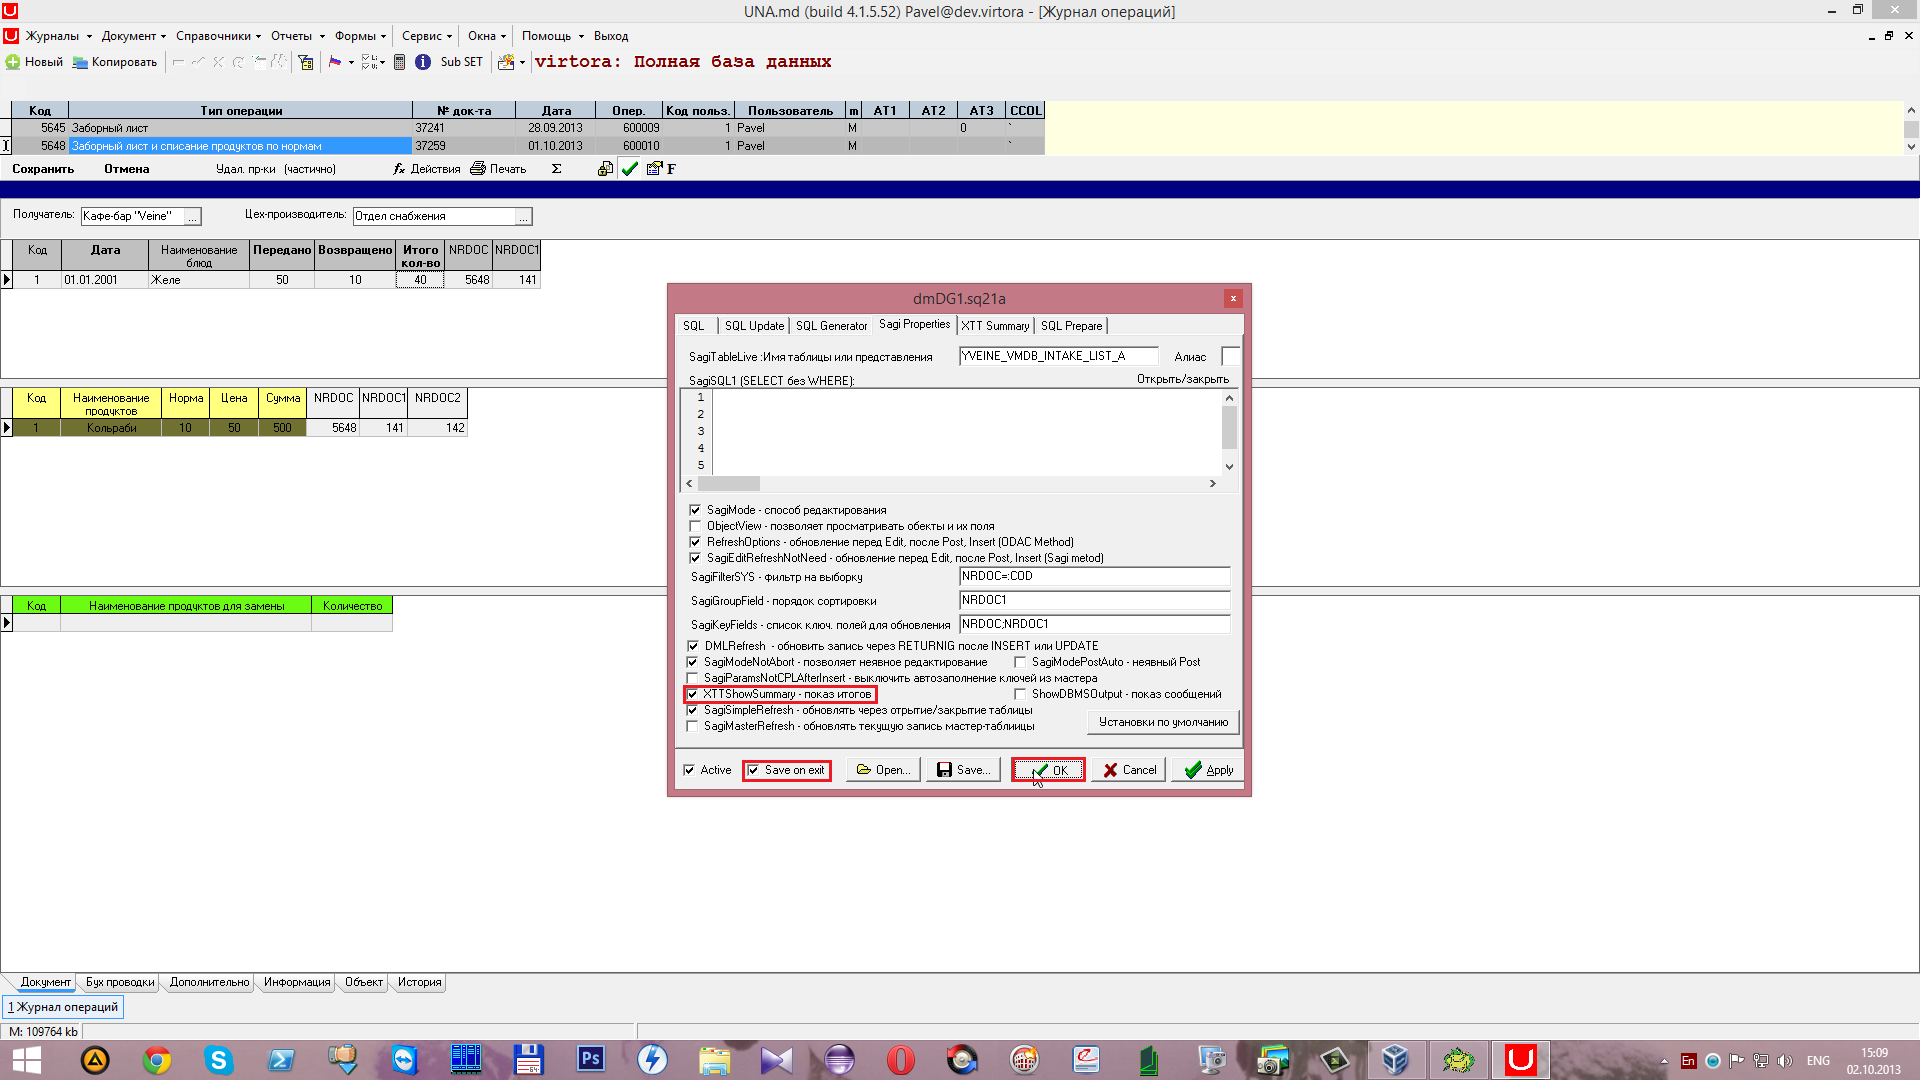 UNA.md (build 4.1.5.52) Pavel@dev.virtora - [Журнал операций]
Журналы Документ Справочники Отчеты Формы Сервис Окна Помощь Выход
Новый Копировать Sub SET virtora: Полная база данных
Код Тип операции № док-та Дата Опер. Код польз. Пользователь m AT1 AT2 AT3 CCOL
5645 Заборный лист 37241 28.09.2013 600009 1 Pavel M 0 `
5648 Заборный лист и списание продуктов по нормам 37259 01.10.2013 600010 1 Pavel M `
Сохранить Отмена Удал. пр-ки (частично) fx Действия Печать Σ F
Получатель: Кафе-бар "Veine" ... Цех-производитель: Отдел снабжения ...
Код Дата Наименование блюд Передано Возвращено Итого кол-во NRDOC NRDOC1
1 01.01.2001 Желе 50 10 40 5648 141
Код Наименование продуктов Норма Цена Сумма NRDOC NRDOC1 NRDOC2
1 Кольраби 10 50 500 5648 141 142
Код Наименование продуктов для замены Количество
dmDG1.sq21a
SQL SQL Update SQL Generator Sagi Properties XTT Summary SQL Prepare
SagiTableLive :Имя таблицы или представления YVEINE_VMDB_INTAKE_LIST_A Алиас
SagiSQL1 (SELECT без WHERE): Открыть/закрыть
1
2
3
4
5
SagiMode - способ редактирования
ObjectView - позволяет просматривать обекты и их поля
RefreshOptions - обновление перед Edit, после Post, Insert (ODAC Method)
SagiEditRefreshNotNeed - обновление перед Edit, после Post, Insert (Sagi metod)
SagiFilterSYS - фильтр на выборку NRDOC=:COD
SagiGroupField - порядок сортировки NRDOC1
SagiKeyFields - список ключ. полей для обновления NRDOC;NRDOC1
DMLRefresh - обновить запись через RETURNIG после INSERT или UPDATE
SagiModeNotAbort - позволяет неявное редактирование SagiModePostAuto - неявный Post
SagiParamsNotCPLAfterInsert - выключить автозаполнение ключей из мастера
XTTShowSummary - показ итогов ShowDBMSOutput - показ сообщений
SagiSimpleRefresh - обновлять через отрытие/закрытие таблицы
SagiMasterRefresh - обновлять текущую запись мастер-таблиицы Установки по умолчанию
Active Save on exit Open... Save... OK Cancel Apply
Документ Бух проводки Дополнительно Информация Объект История
1 Журнал операций
M: 109764 kb
Ps En ENG 15:09
02.10.2013